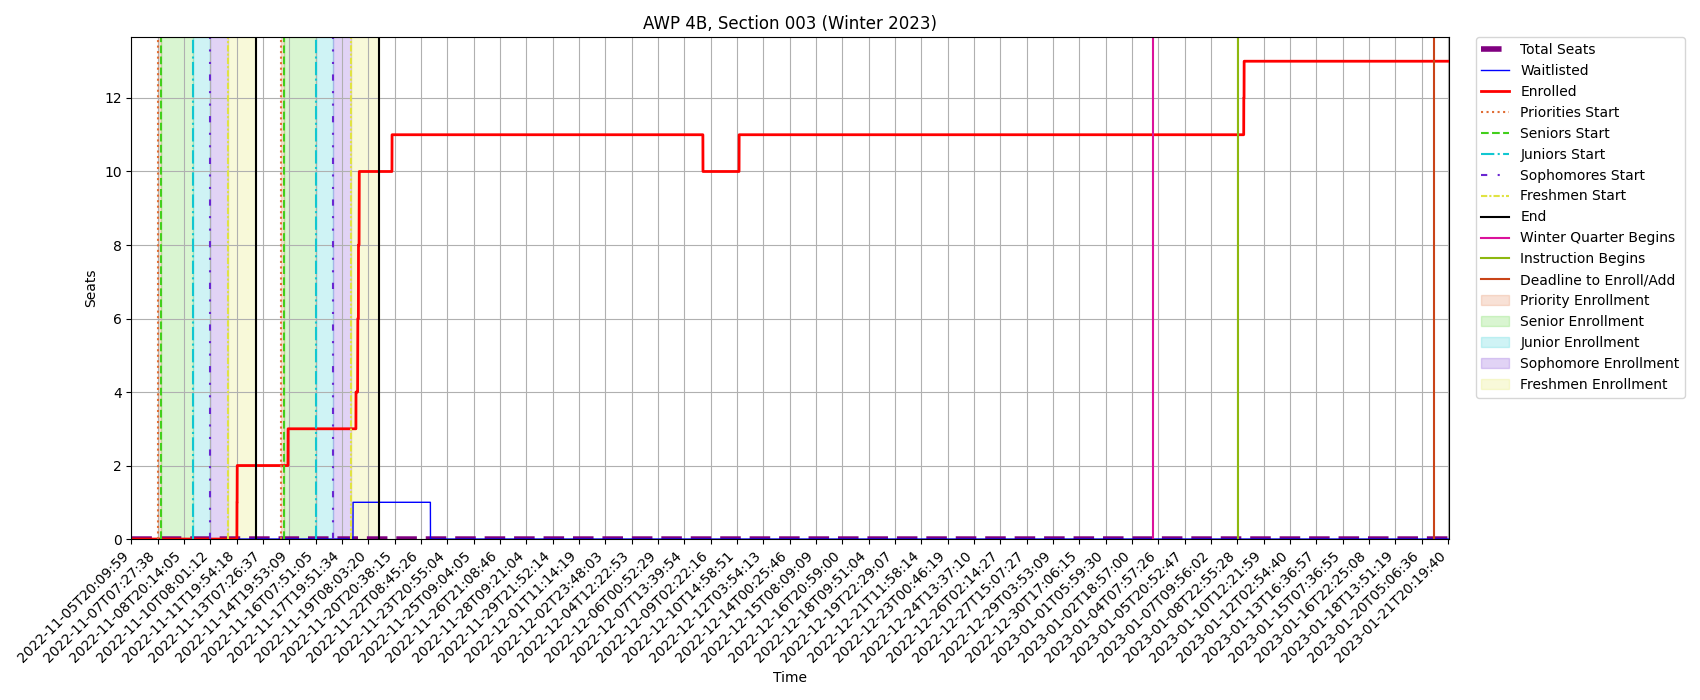 AWP 4B, Section 003 (Winter 2023)
Seats
12
10
8
6
4
2
0
2022-11-05T20:09:59
2022-11-07T07:27:38
2022-11-08T20:14:05
2022-11-10T08:01:12
2022-11-11T19:54:18
2022-11-13T07:26:37
2022-11-14T19:53:09
2022-11-16T07:51:05
2022-11-17T19:51:34
2022-11-19T08:03:20
2022-11-20T20:38:15
2022-11-22T08:45:26
2022-11-23T20:55:04
2022-11-25T09:04:05
2022-11-26T21:08:46
2022-11-28T09:21:04
2022-11-29T21:52:14
2022-12-01T11:14:19
2022-12-02T23:48:03
2022-12-04T12:22:53
2022-12-06T00:52:29
2022-12-07T13:39:54
2022-12-09T02:22:16
2022-12-10T14:58:51
2022-12-12T03:54:13
2022-12-14T00:25:46
2022-12-15T08:09:09
2022-12-16T20:59:00
2022-12-18T09:51:04
2022-12-19T22:29:07
2022-12-21T11:58:14
2022-12-23T00:46:19
2022-12-24T13:37:10
2022-12-26T02:14:27
2022-12-27T15:07:27
2022-12-29T03:53:09
2022-12-30T17:06:15
2023-01-01T05:59:30
2023-01-02T18:57:00
2023-01-04T07:57:26
2023-01-05T20:52:47
2023-01-07T09:56:02
2023-01-08T22:55:28
2023-01-10T12:21:59
2023-01-12T02:54:40
2023-01-13T16:36:57
2023-01-15T07:36:55
2023-01-16T22:25:08
2023-01-18T13:51:19
2023-01-20T05:06:36
2023-01-21T20:19:40
Time
Total Seats
Waitlisted
Enrolled
Priorities Start
Seniors Start
Juniors Start
Sophomores Start
Freshmen Start
End
Winter Quarter Begins
Instruction Begins
Deadline to Enroll/Add
Priority Enrollment
Senior Enrollment
Junior Enrollment
Sophomore Enrollment
Freshmen Enrollment